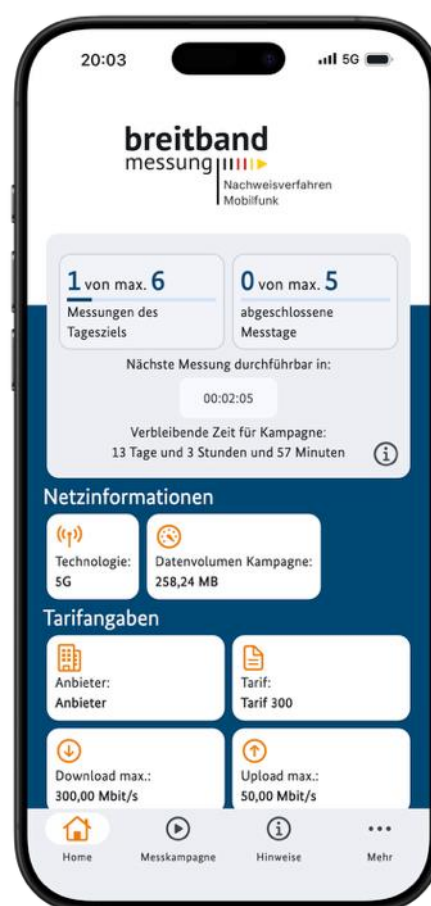 20:03
5G
breitband
messung
Nachweisverfahren
Mobilfunk
1 von max. 6
Messungen des
Tagesziels
0 von max. 5
abgeschlossene
Messtage
Nächste Messung durchführbar in:
00:02:05
Verbleibende Zeit für Kampagne:
13 Tage und 3 Stunden und 57 Minuten
Netzinformationen
Technologie:
5G
Datenvolumen Kampagne:
258,24 MB
Tarifangaben
Anbieter:
Anbieter
Tarif:
Tarif 300
Download max.:
300,00 Mbit/s
Upload max.:
50,00 Mbit/s
Home
Messkampagne
Hinweise
Mehr